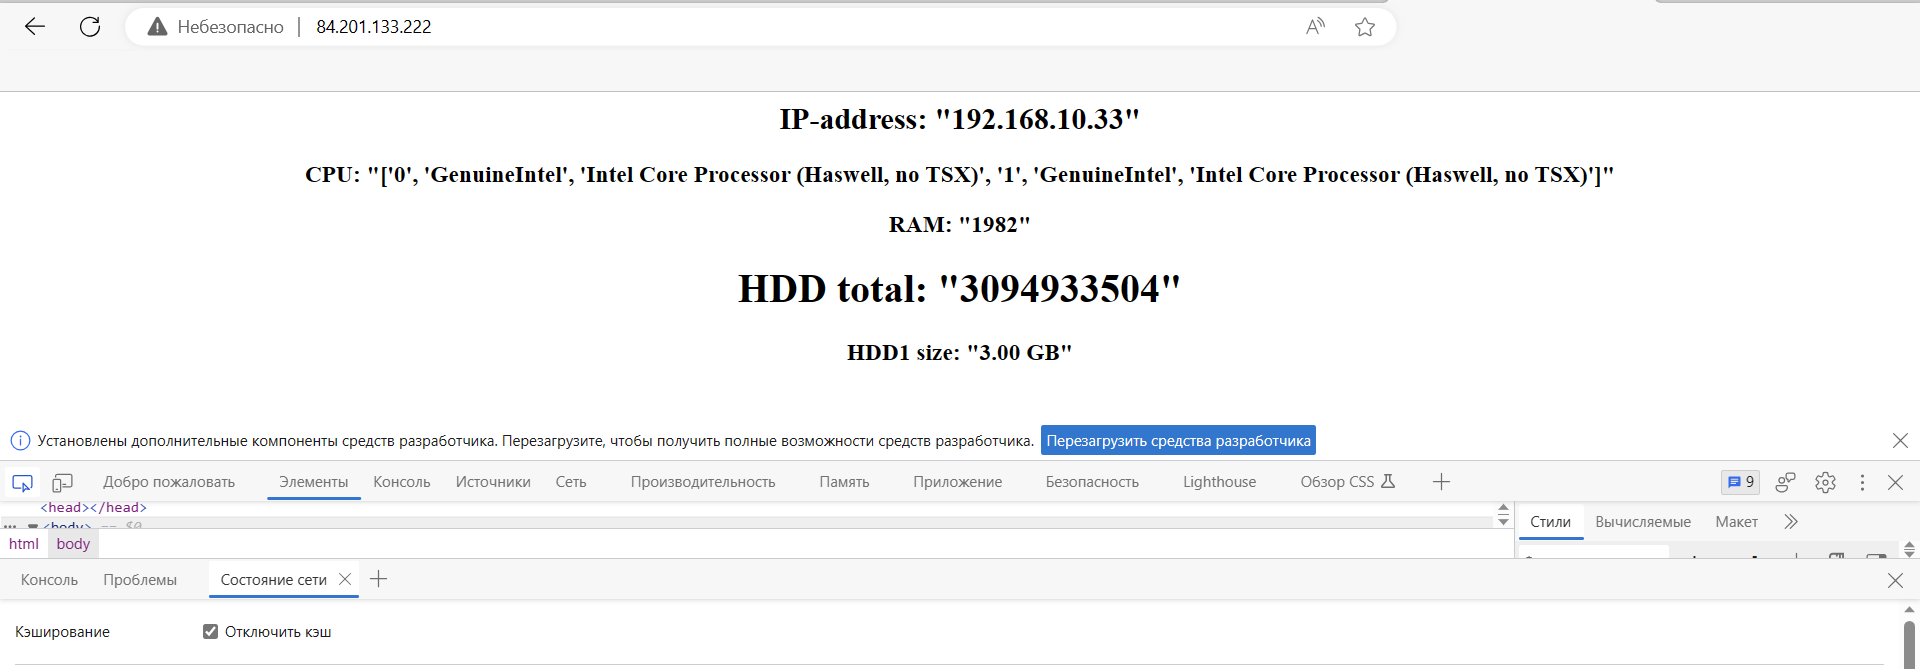 Небезопасно | 84.201.133.222
IP-address: "192.168.10.33"
CPU: "['0', 'GenuineIntel', 'Intel Core Processor (Haswell, no TSX)', '1', 'GenuineIntel', 'Intel Core Processor (Haswell, no TSX)']"
RAM: "1982"
HDD total: "3094933504"
HDD1 size: "3.00 GB"
Установлены дополнительные компоненты средств разработчика. Перезагрузите, чтобы получить полные возможности средств разработчика. Перезагрузить средства разработчика
Добро пожаловать Элементы Консоль Источники Сеть Производительность Память Приложение Безопасность Lighthouse Обзор CSS 9
<head></head>
<body> == $0
Стили Вычисляемые Макет
html body
Консоль Проблемы Состояние сети
Кэширование Отключить кэш